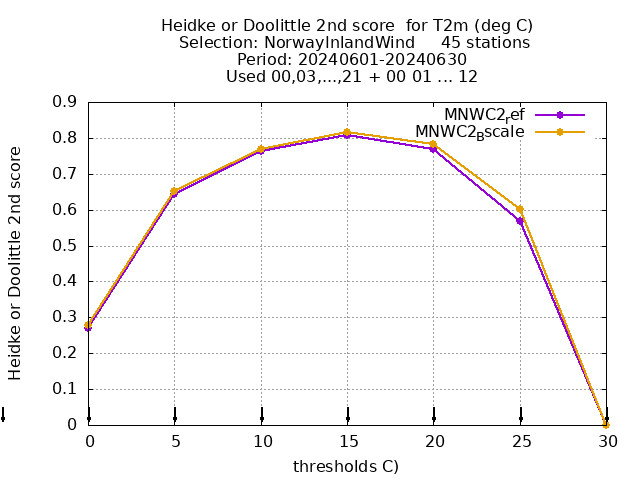 Heidke or Doolittle 2nd score  for T2m (deg C)
Selection: NorwayInlandWind     45 stations
Period: 20240601-20240630
Used 00,03,...,21 + 00 01 ... 12
MNWC2ref
MNWC2Bscale
Heidke or Doolittle 2nd score
0.9
0.8
0.7
0.6
0.5
0.4
0.3
0.2
0.1
0
0 5 10 15 20 25 30
thresholds C)